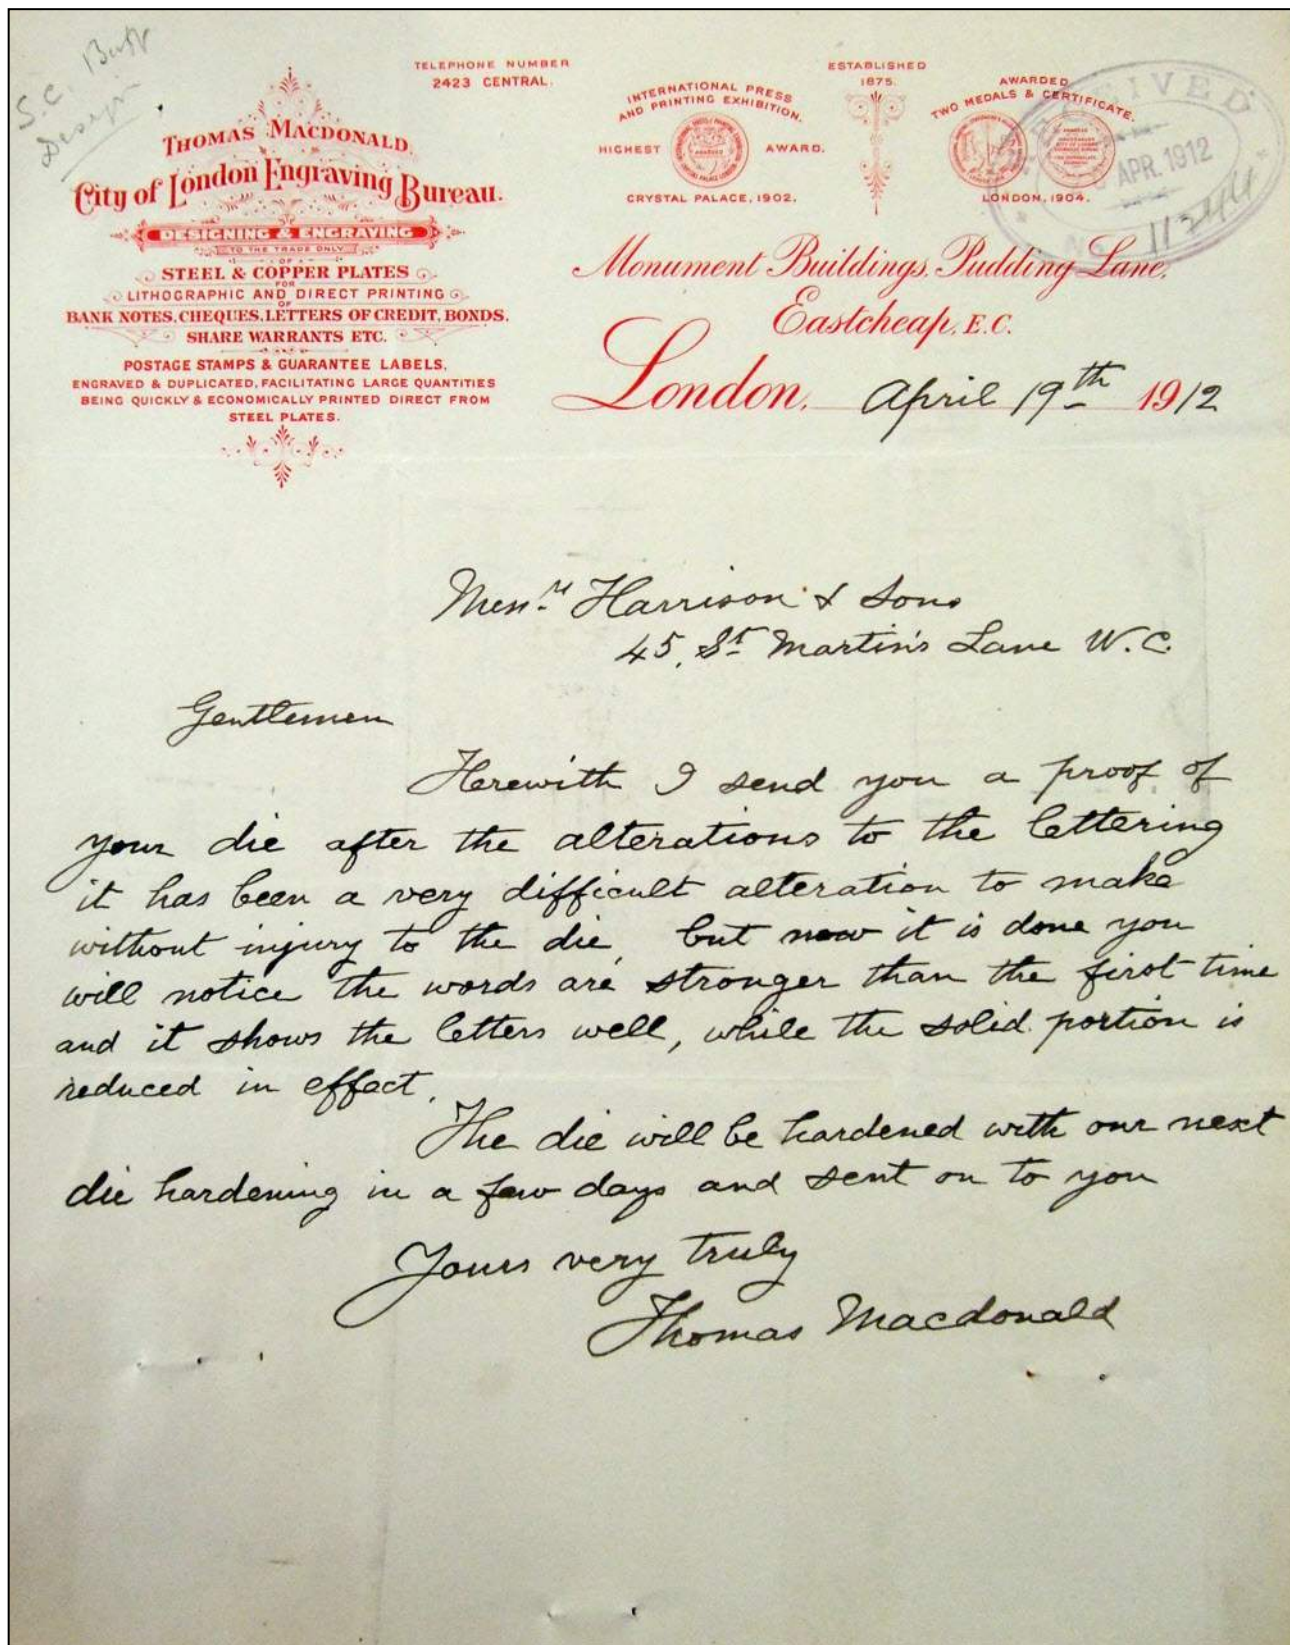 S.C. Buff
Design
TELEPHONE NUMBER
2423 CENTRAL.
THOMAS MACDONALD
City of London Engraving Bureau.
DESIGNING & ENGRAVING
TO THE TRADE ONLY
OF
STEEL & COPPER PLATES
FOR
LITHOGRAPHIC AND DIRECT PRINTING
OF
BANK NOTES, CHEQUES, LETTERS OF CREDIT, BONDS.
SHARE WARRANTS ETC.
POSTAGE STAMPS & GUARANTEE LABELS,
ENGRAVED & DUPLICATED, FACILITATING LARGE QUANTITIES
BEING QUICKLY & ECONOMICALLY PRINTED DIRECT FROM
STEEL PLATES.
INTERNATIONAL PRESS
AND PRINTING EXHIBITION.
HIGHEST AWARD.
CRYSTAL PALACE, 1902.
ESTABLISHED
1875.
AWARDED
TWO MEDALS & CERTIFICATE.
LONDON, 1904.
RECEIVED
APR. 1912
Monument Buildings, Pudding Lane,
Eastcheap, E.C.
London, April 19th 1912
Messrs Harrison & Sons
45, St Martin's Lane W.C.
Gentlemen
Herewith I send you a proof of
your die after the alterations to the lettering
it has been a very difficult alteration to make
without injury to the die, but now it is done you
will notice the words are stronger than the first time
and it shows the letters well, while the solid portion is
reduced in effect.
The die will be hardened with our next
die hardening in a few days and sent on to you
Yours very truly
Thomas Macdonald